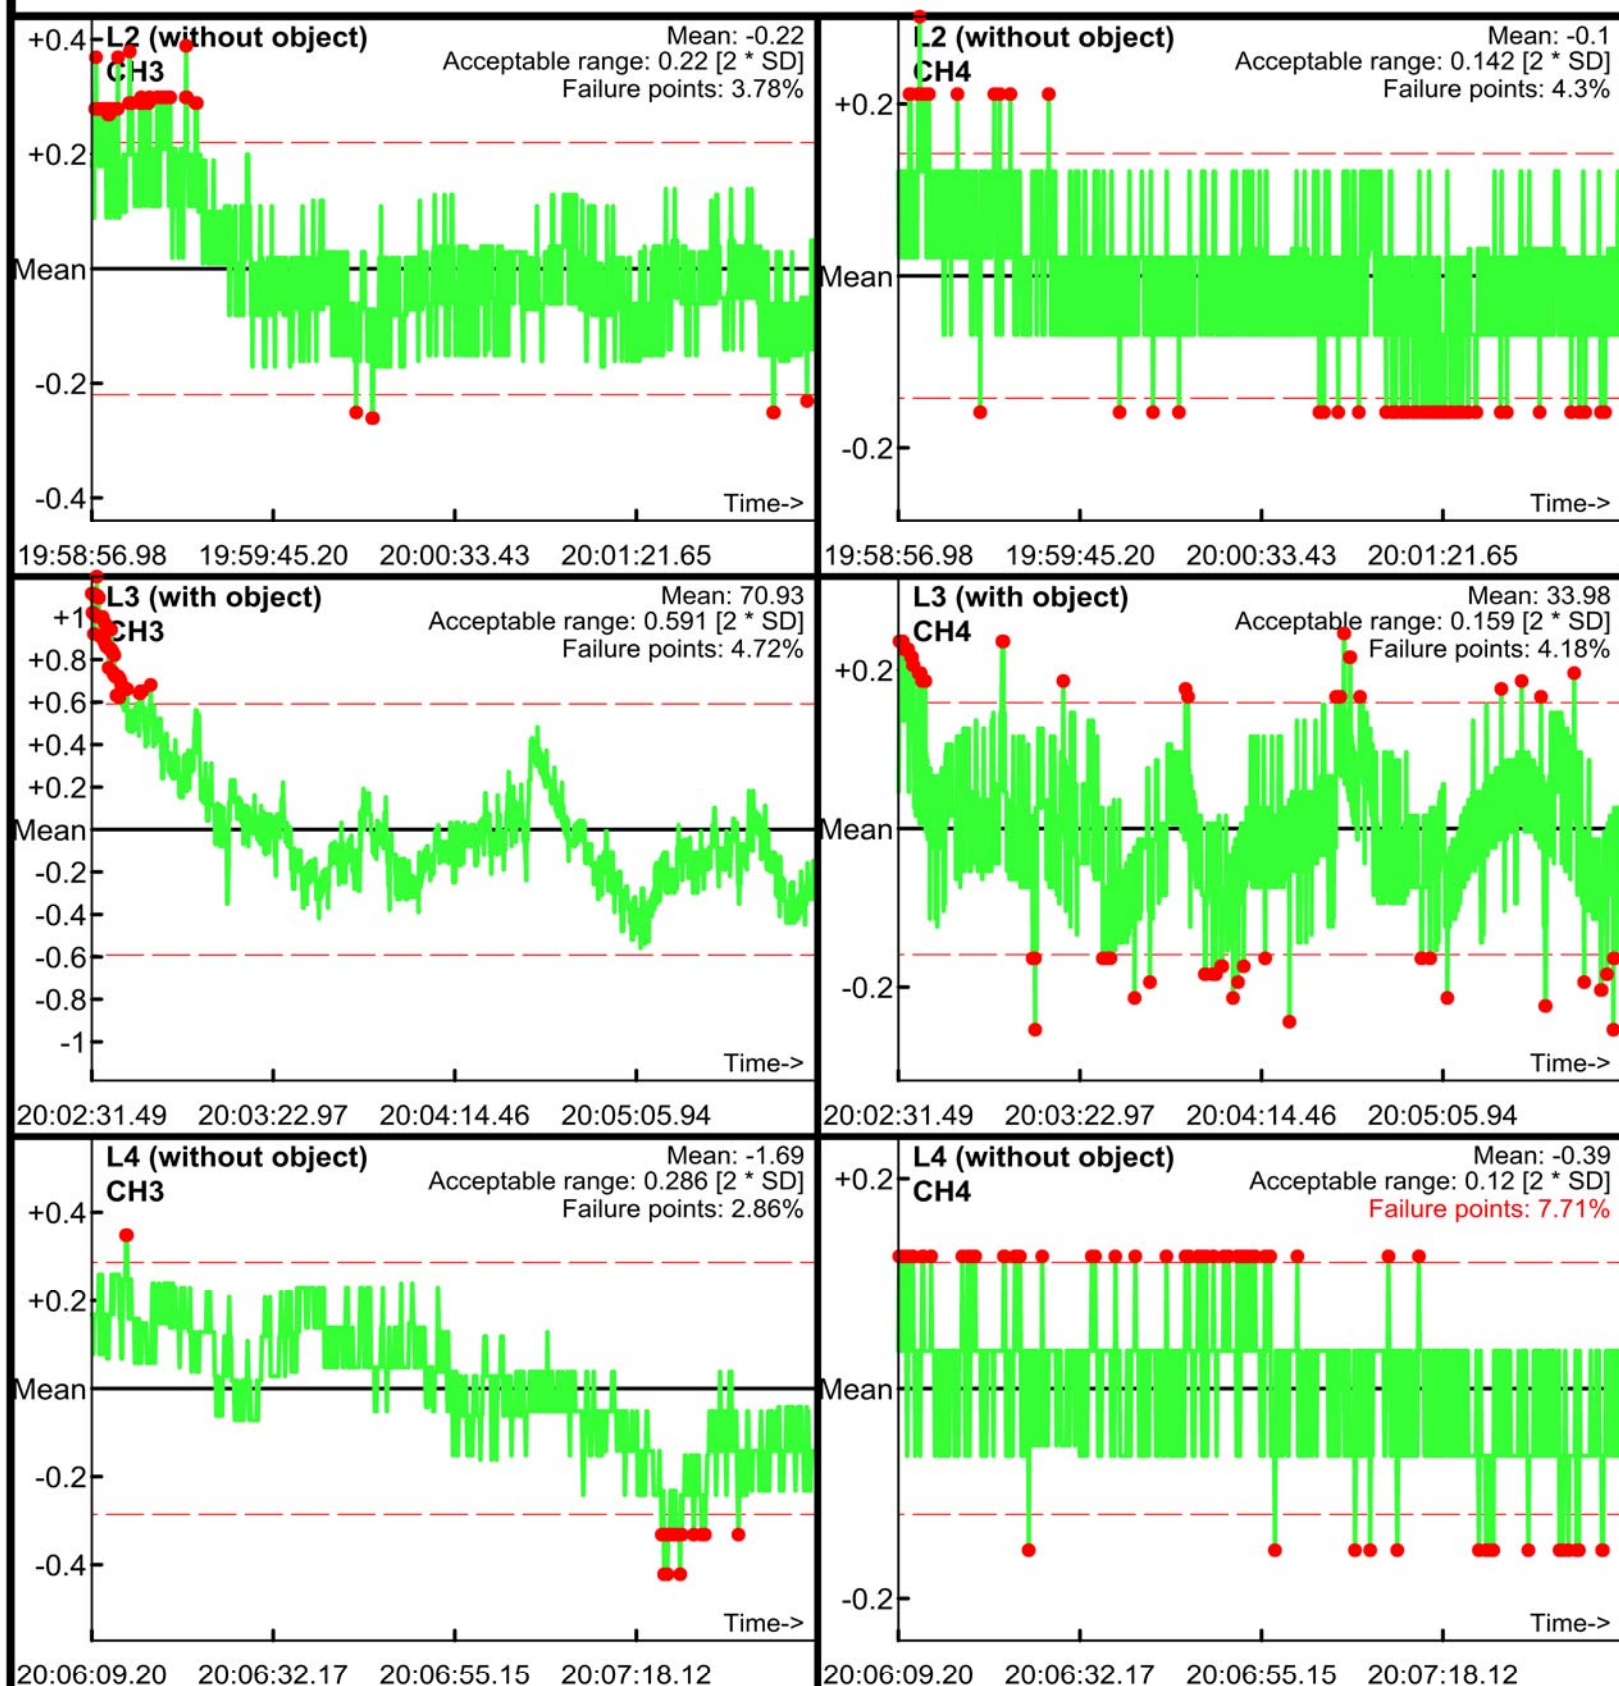 L2 (without object)
CH3
Mean: -0.22
Acceptable range: 0.22 [2 * SD]
Failure points: 3.78%
+0.4
+0.2
Mean
-0.2
-0.4
Time->
19:58:56.98 19:59:45.20 20:00:33.43 20:01:21.65
L2 (without object)
CH4
Mean: -0.1
Acceptable range: 0.142 [2 * SD]
Failure points: 4.3%
+0.2
Mean
-0.2
Time->
19:58:56.98 19:59:45.20 20:00:33.43 20:01:21.65
L3 (with object)
CH3
Mean: 70.93
Acceptable range: 0.591 [2 * SD]
Failure points: 4.72%
+1
+0.8
+0.6
+0.4
+0.2
Mean
-0.2
-0.4
-0.6
-0.8
-1
Time->
20:02:31.49 20:03:22.97 20:04:14.46 20:05:05.94
L3 (with object)
CH4
Mean: 33.98
Acceptable range: 0.159 [2 * SD]
Failure points: 4.18%
+0.2
Mean
-0.2
Time->
20:02:31.49 20:03:22.97 20:04:14.46 20:05:05.94
L4 (without object)
CH3
Mean: -1.69
Acceptable range: 0.286 [2 * SD]
Failure points: 2.86%
+0.4
+0.2
Mean
-0.2
-0.4
Time->
20:06:09.20 20:06:32.17 20:06:55.15 20:07:18.12
L4 (without object)
CH4
Mean: -0.39
Acceptable range: 0.12 [2 * SD]
Failure points: 7.71%
+0.2
Mean
-0.2
Time->
20:06:09.20 20:06:32.17 20:06:55.15 20:07:18.12